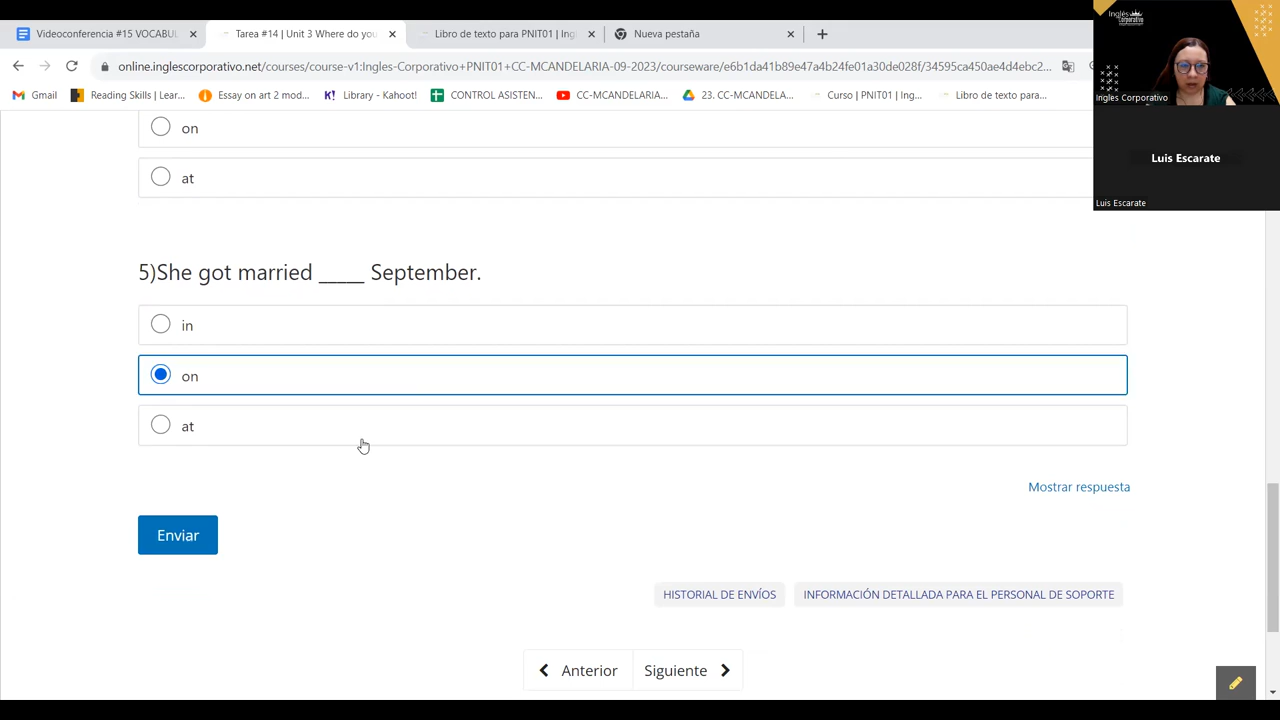 Videoconferencia #15 VOCABUL
Tarea #14 | Unit 3 Where do you
Libro de texto para PNIT01 | Ing
Nueva pestaña
online.inglescorporativo.net/courses/course-v1:Ingles-Corporativo+PNIT01+CC-MCANDELARIA-09-2023/courseware/e6b1da41b89e47a4b24fe01a30de028f/34595ca450ae4d4ebc2...
Gmail
Reading Skills | Lear...
Essay on art 2 mod...
Library - Kahoo
CONTROL ASISTEN...
CC-MCANDELARIA
23. CC-MCANDELA...
Curso | PNIT01 | Ing...
Libro de texto para...
Inglés
Corporativo
Ingles Corporativo
Luis Escarate
Luis Escarate
on
at
5)She got married _____ September.
in
on
at
Mostrar respuesta
Enviar
HISTORIAL DE ENVÍOS
INFORMACIÓN DETALLADA PARA EL PERSONAL DE SOPORTE
Anterior
Siguiente